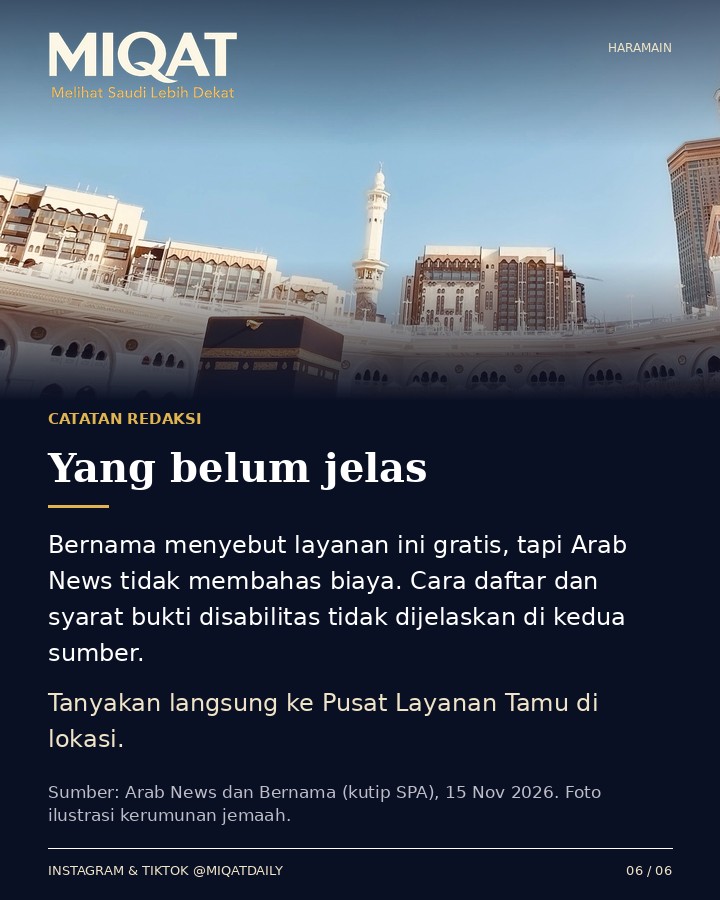 MIQAT
Melihat Saudi Lebih Dekat
HARAMAIN
CATATAN REDAKSI
Yang belum jelas
Bernama menyebut layanan ini gratis, tapi Arab
News tidak membahas biaya. Cara daftar dan
syarat bukti disabilitas tidak dijelaskan di kedua
sumber.
Tanyakan langsung ke Pusat Layanan Tamu di
lokasi.
Sumber: Arab News dan Bernama (kutip SPA), 15 Nov 2026. Foto
ilustrasi kerumunan jemaah.
INSTAGRAM & TIKTOK @MIQATDAILY
06 / 06